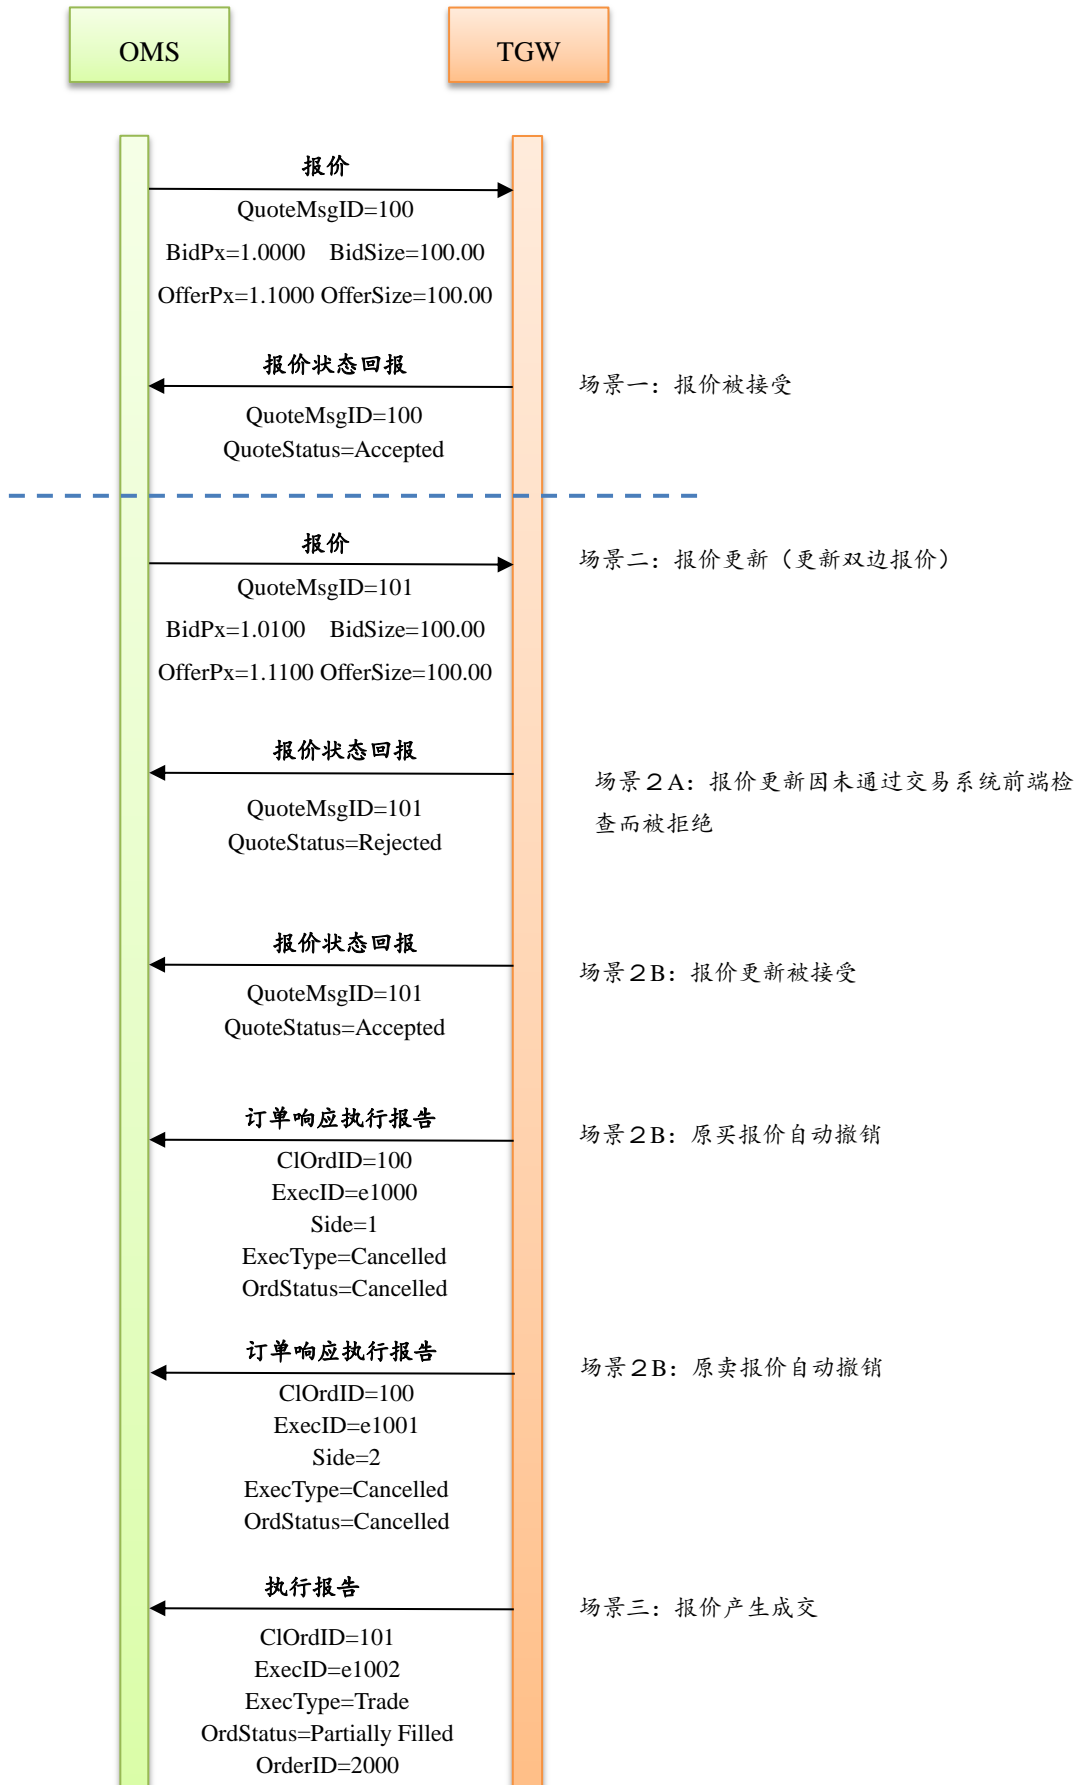 OMS
TGW
报价
QuoteMsgID=100
BidPx=1.0000 BidSize=100.00
OfferPx=1.1000 OfferSize=100.00
报价状态回报
场景一：报价被接受
QuoteMsgID=100
QuoteStatus=Accepted
报价
场景二：报价更新（更新双边报价）
QuoteMsgID=101
BidPx=1.0100 BidSize=100.00
OfferPx=1.1100 OfferSize=100.00
报价状态回报
场景２A：报价更新因未通过交易系统前端检
查而被拒绝
QuoteMsgID=101
QuoteStatus=Rejected
报价状态回报
场景２B：报价更新被接受
QuoteMsgID=101
QuoteStatus=Accepted
订单响应执行报告
场景２B：原买报价自动撤销
ClOrdID=100
ExecID=e1000
Side=1
ExecType=Cancelled
OrdStatus=Cancelled
订单响应执行报告
场景２B：原卖报价自动撤销
ClOrdID=100
ExecID=e1001
Side=2
ExecType=Cancelled
OrdStatus=Cancelled
执行报告
场景三：报价产生成交
ClOrdID=101
ExecID=e1002
ExecType=Trade
OrdStatus=Partially Filled
OrderID=2000